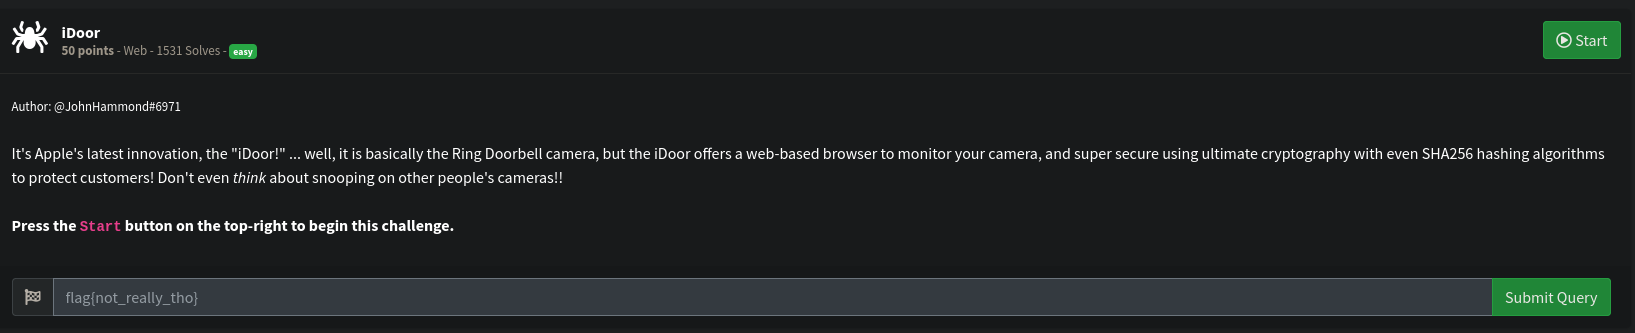 iDoor
50 points - Web - 1531 Solves - easy
Start
Author: @JohnHammond#6971
It's Apple's latest innovation, the "iDoor!" ... well, it is basically the Ring Doorbell camera, but the iDoor offers a web-based browser to monitor your camera, and super secure using ultimate cryptography with even SHA256 hashing algorithms
to protect customers! Don't even think about snooping on other people's cameras!!
Press the Start button on the top-right to begin this challenge.
flag{not_really_tho}
Submit Query